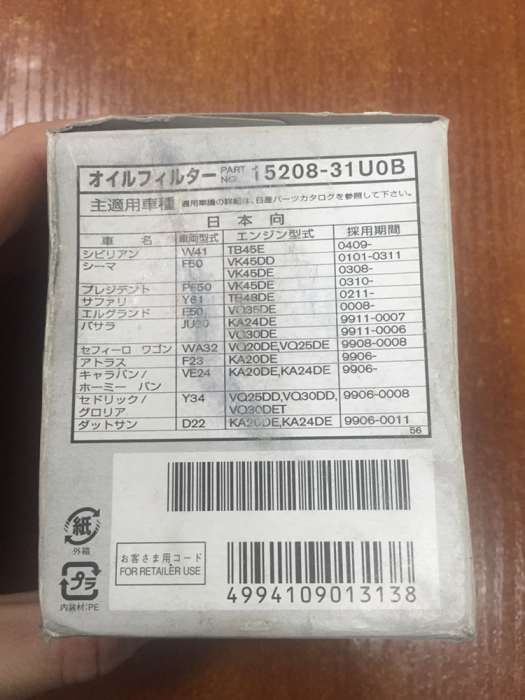 オイルフィルター PART NO. 15208-31U0B
主適用車種 適用車種の詳細は、日産パーツカタログを参照して下さい。
日本向
車 名 車両型式 エンジン型式 採用期間
シビリアン W41 TB45E 0409-
シーマ F50 VK45DD 0101-0311
VK45DE 0308-
プレジデント PF50 VK45DE 0310-
サファリ Y61 TB48DE 0211-
エルグランド E50 VQ35DE 0008-
バサラ JU30 KA24DE 9911-0007
VQ30DE 9911-0006
セフィーロ ワゴン WA32 VQ20DE,VQ25DE 9908-0008
アトラス F23 KA20DE 9906-
キャラバン/ VE24 KA20DE,KA24DE 9906-
ホーミー バン
セドリック/ Y34 VQ25DD,VQ30DD, 9906-0008
グロリア VQ30DET
ダットサン D22 KA20DE,KA24DE 9906-0011
56
紙
外箱
お客さま用コード
FOR RETAILER USE
プラ
内装材:PE
4994109013138